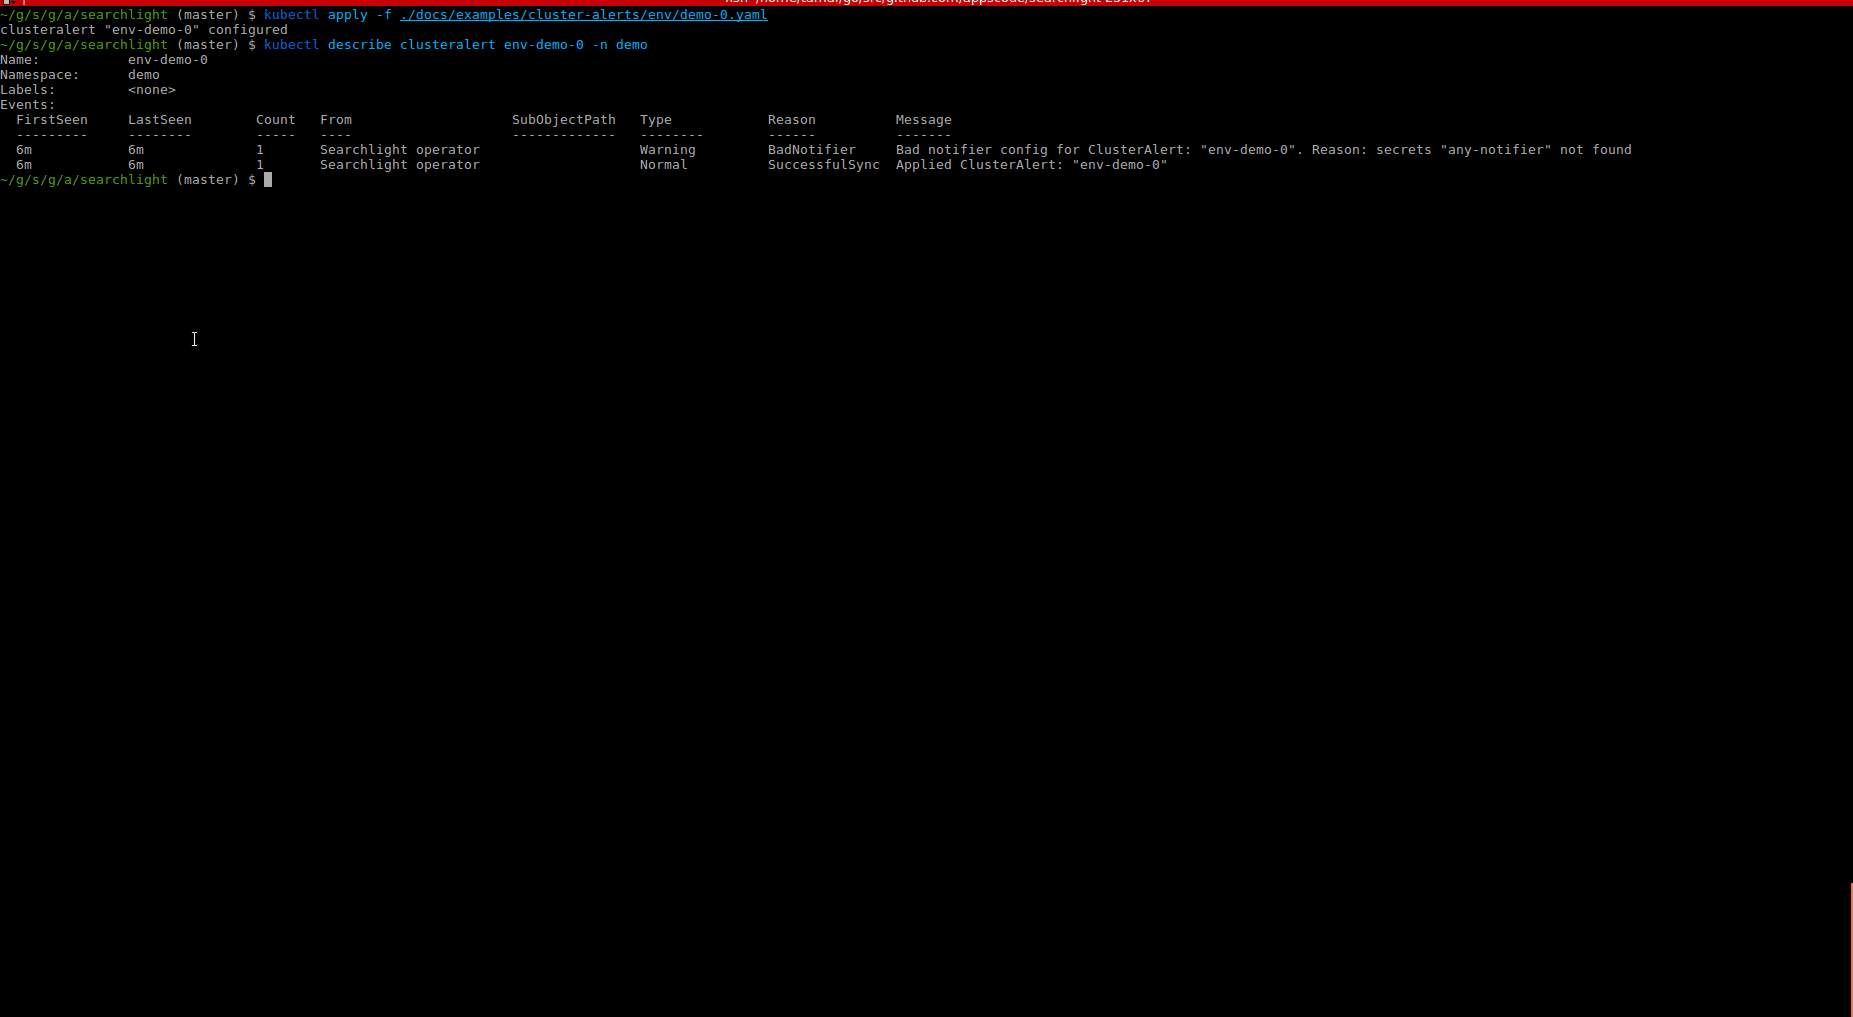 ~/g/s/g/a/searchlight (master) $ kubectl apply -f ./docs/examples/cluster-alerts/env/demo-0.yaml
clusteralert "env-demo-0" configured
~/g/s/g/a/searchlight (master) $ kubectl describe clusteralert env-demo-0 -n demo
Name:           env-demo-0
Namespace:      demo
Labels:         <none>
Events:
  FirstSeen     LastSeen        Count   From                    SubObjectPath   Type            Reason          Message
  ---------     --------        -----   ----                    -------------   --------        ------          -------
  6m            6m              1       Searchlight operator                    Warning         BadNotifier     Bad notifier config for ClusterAlert: "env-demo-0". Reason: secrets "any-notifier" not found
  6m            6m              1       Searchlight operator                    Normal          SuccessfulSync  Applied ClusterAlert: "env-demo-0"
~/g/s/g/a/searchlight (master) $